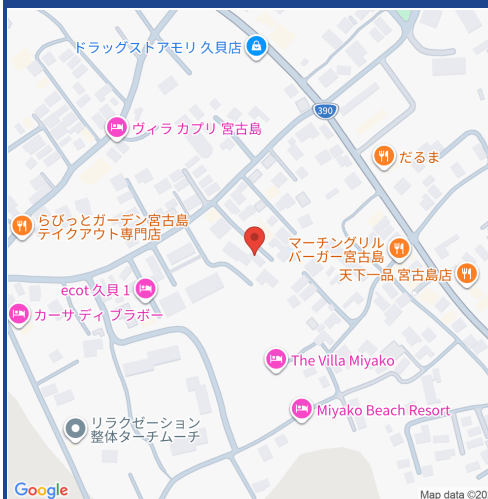 ドラッグストアモリ 久貝店
390
ヴィラ カプリ 宮古島
だるま
らびっとガーデン宮古島
テイクアウト専門店
マーチングリル
バーガー宮古島
天下一品 宮古島店
ecot 久貝 1
カーサ ディ ブラボー
The Villa Miyako
Miyako Beach Resort
リラクゼーション
整体ターチムーチ
Google
Map data ©20